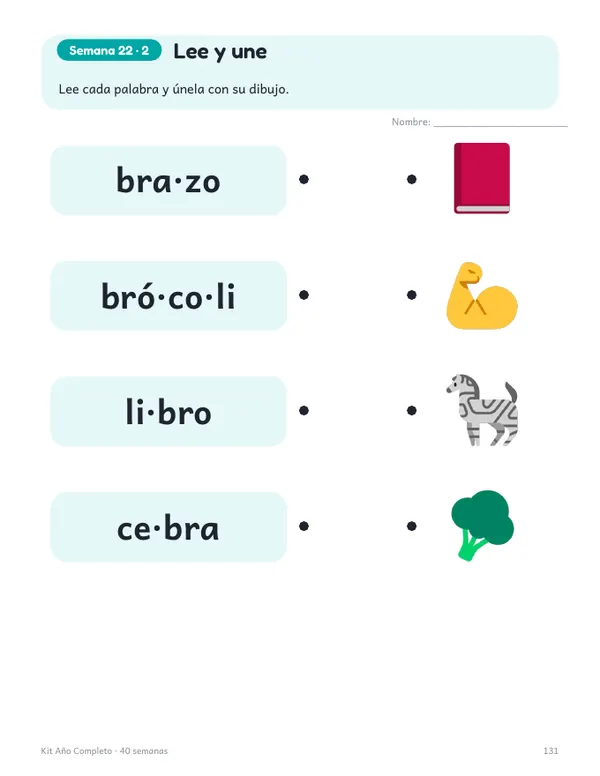 Semana 22 · 2 Lee y une
Lee cada palabra y únela con su dibujo.
Nombre: ____________________________
bra·zo
bró·co·li
li·bro
ce·bra
Kit Año Completo · 40 semanas 131